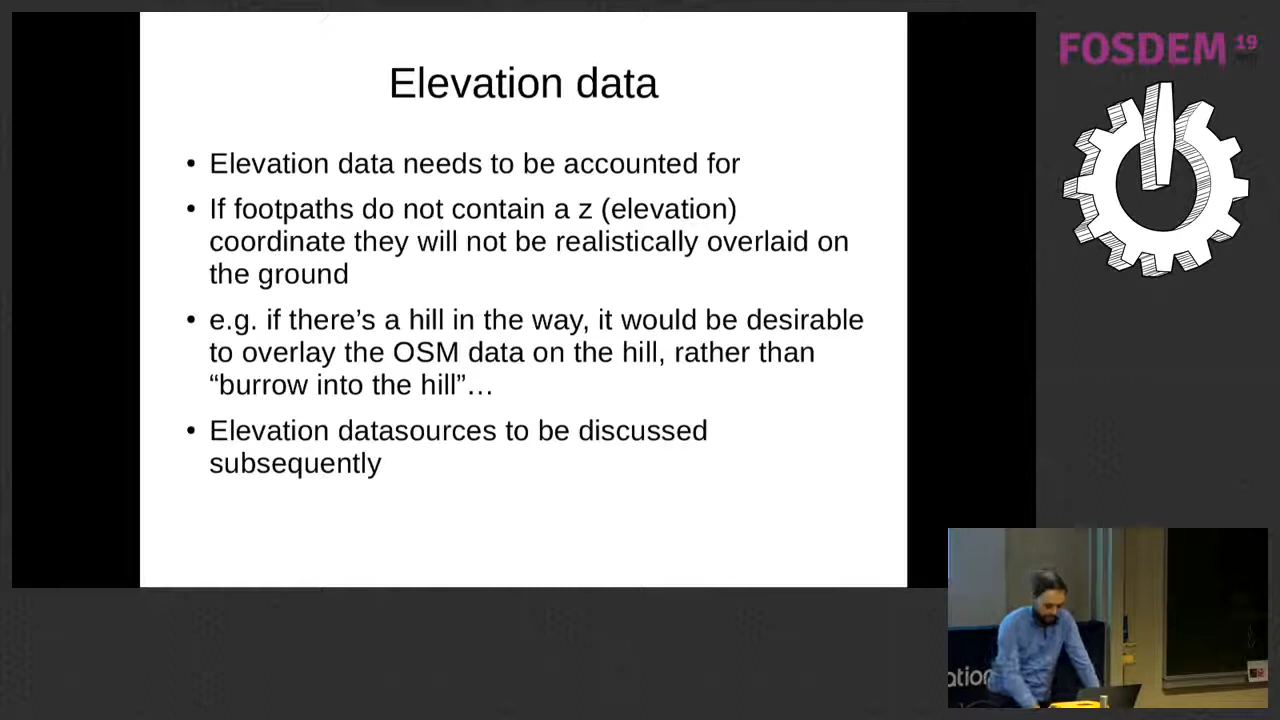 Elevation data
• Elevation data needs to be accounted for
• If footpaths do not contain a z (elevation)
coordinate they will not be realistically overlaid on
the ground
• e.g. if there’s a hill in the way, it would be desirable
to overlay the OSM data on the hill, rather than
“burrow into the hill”…
• Elevation datasources to be discussed
subsequently
FOSDEM 19
ation